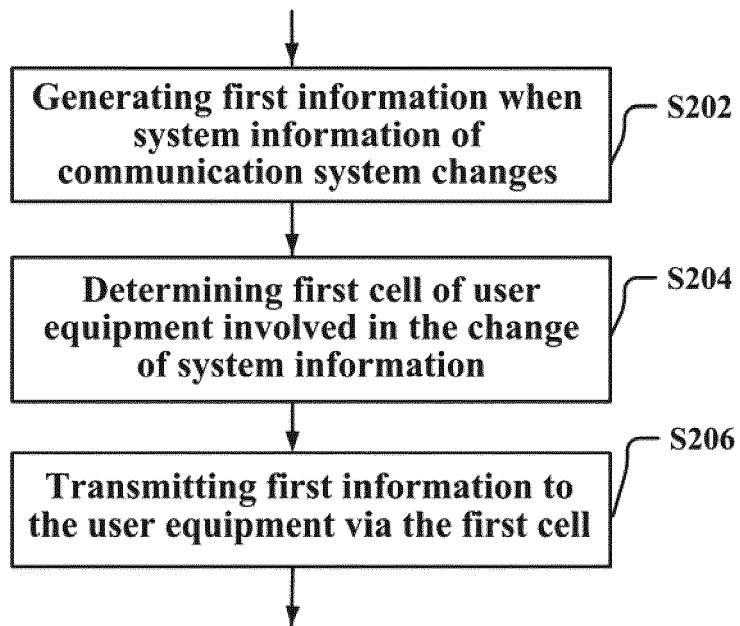 Generating first information when
system information of
communication system changes
S202
Determining first cell of user
equipment involved in the change
of system information
S204
Transmitting first information to
the user equipment via the first cell
S206